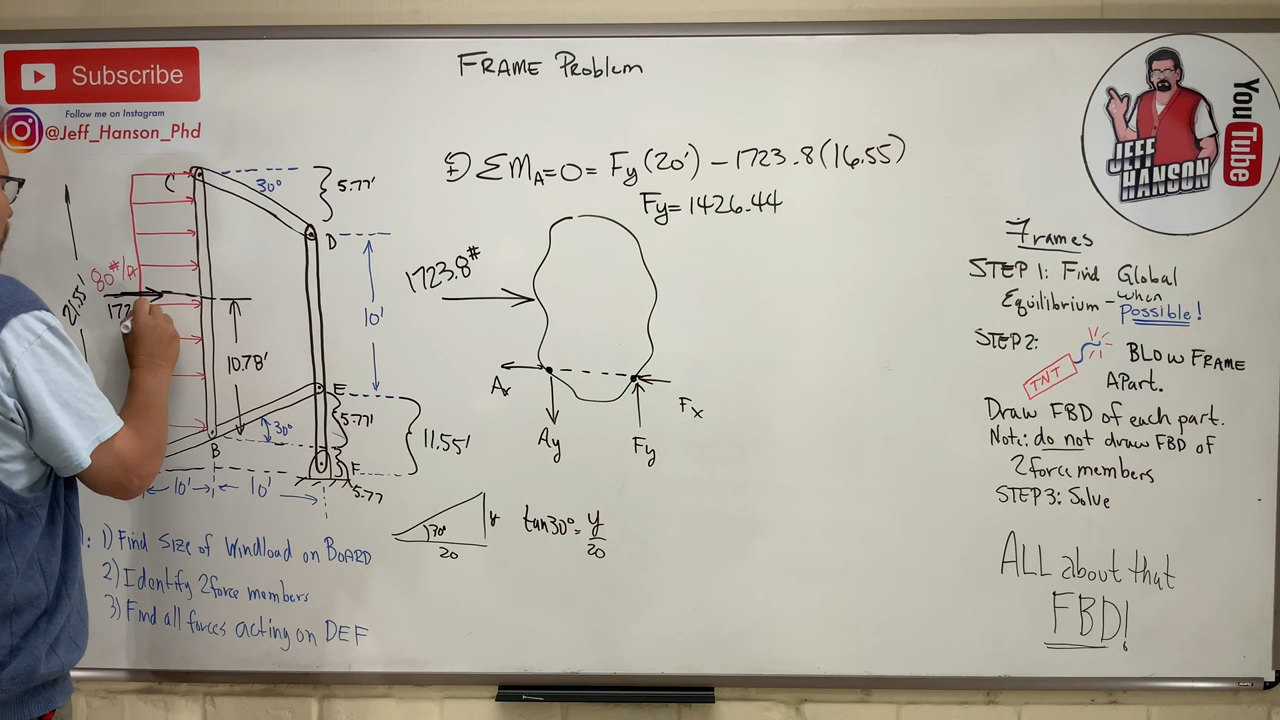 FRAME Problem
Subscribe
Follow me on Instagram
@Jeff_Hanson_Phd
C
30°
5.77'
D
80#/ft
21.55'
172
10.78'
10'
E
B
30°
5.77'
11.55'
F
5.77
10'
10'
1) Find Size of Windload on BOARD
2) Identify 2force members
3) Find all forces acting on DEF
ΣMA=0= Fy(20') - 1723.8(16.55)
Fy= 1426.44
1723.8#
Ax
Ay
Fx
Fy
30°
20
y
tan30°= y/20
JEFF
HANSON
YouTube
Frames
STEP 1: Find Global
Equilibrium - when
Possible!
STEP 2:
TNT
BLOW FRAME
APart.
Draw FBD of each part.
Note: do not draw FBD of
2force members
STEP 3: Solve
ALL about that
FBD!